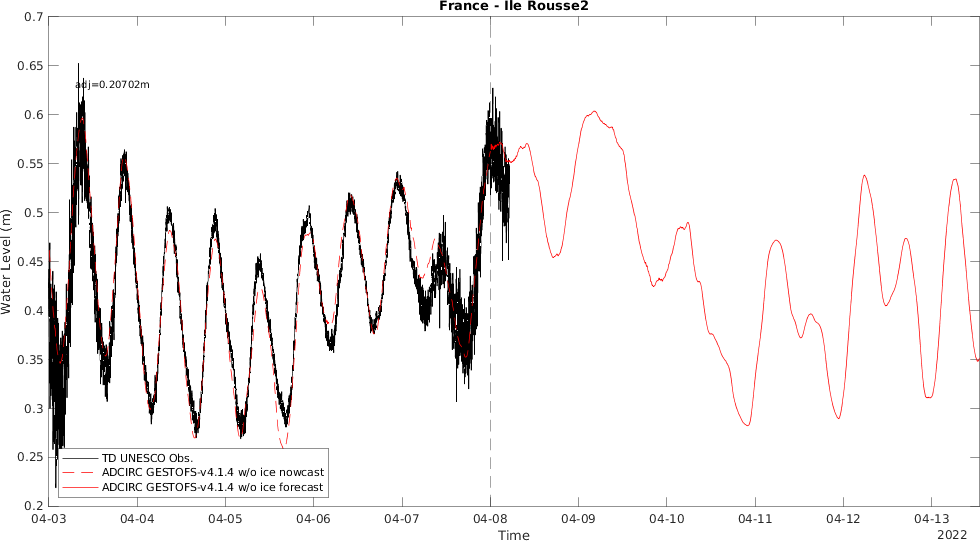 France - Ile Rousse2
adj=0.20702m
Water Level (m)
0.7
0.65
0.6
0.55
0.5
0.45
0.4
0.35
0.3
0.25
0.2
TD UNESCO Obs.
ADCIRC GESTOFS-v4.1.4 w/o ice nowcast
ADCIRC GESTOFS-v4.1.4 w/o ice forecast
04-03 04-04 04-05 04-06 04-07 04-08 04-09 04-10 04-11 04-12 04-13
Time
2022